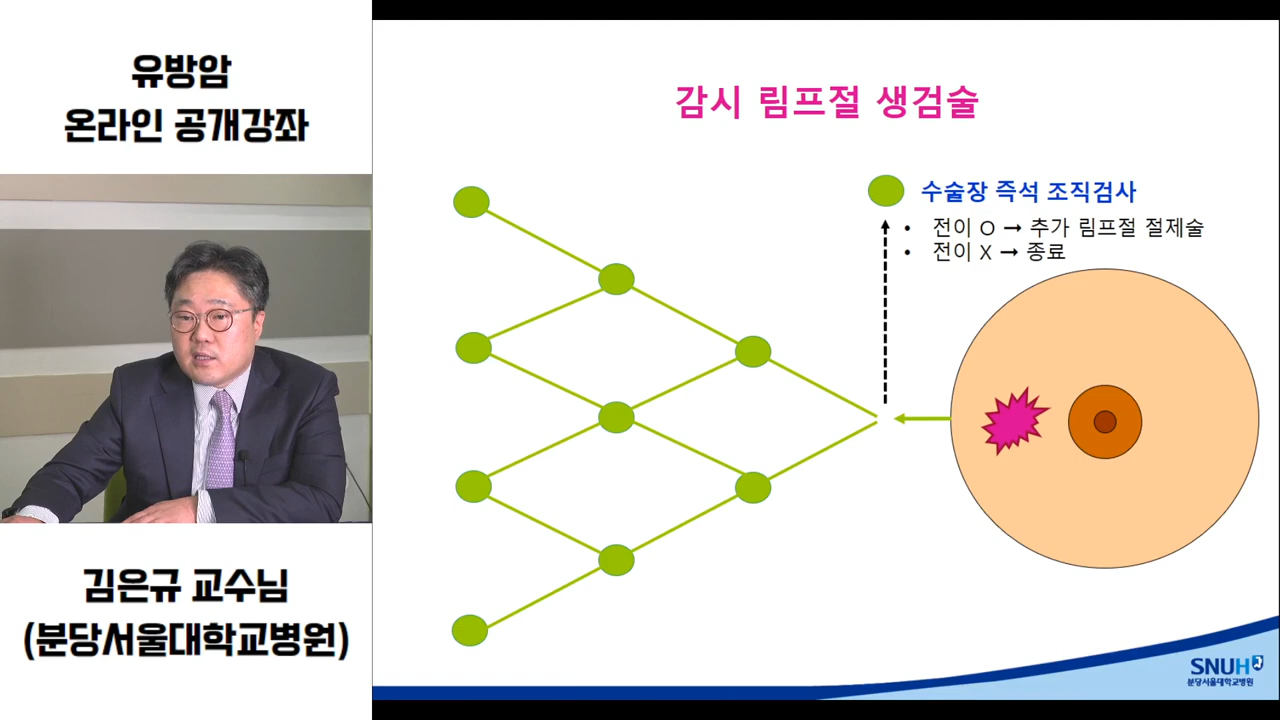 유방암
온라인 공개강좌
김은규 교수님
(분당서울대학교병원)
감시 림프절 생검술
수술장 즉석 조직검사
• 전이 O → 추가 림프절 절제술
• 전이 X → 종료
SNUH
분당서울대학교병원